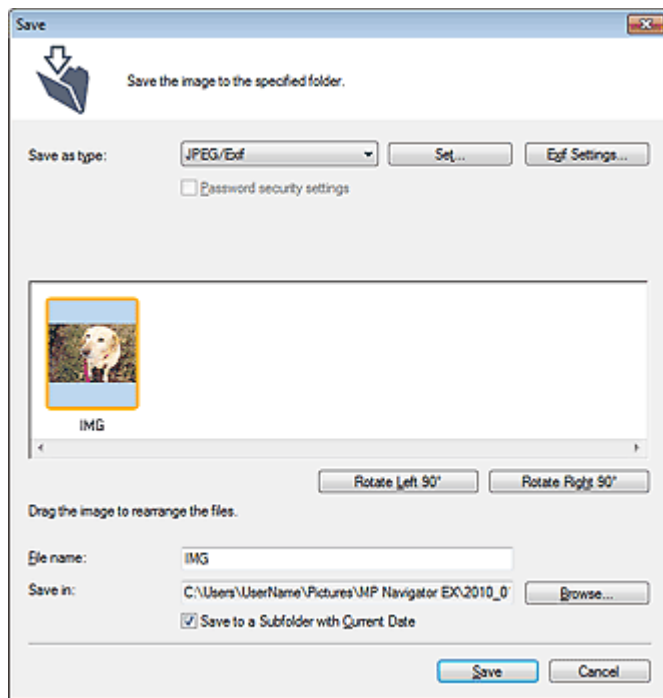 Save
Save the image to the specified folder.
Save as type:
JPEG/Exif
Set...
Exif Settings...
Password security settings
IMG
Rotate Left 90°
Rotate Right 90°
Drag the image to rearrange the files.
File name:
IMG
Save in:
C:\Users\UserName\Pictures\MP Navigator EX\2010_0
Browse...
Save to a Subfolder with Current Date
Save
Cancel